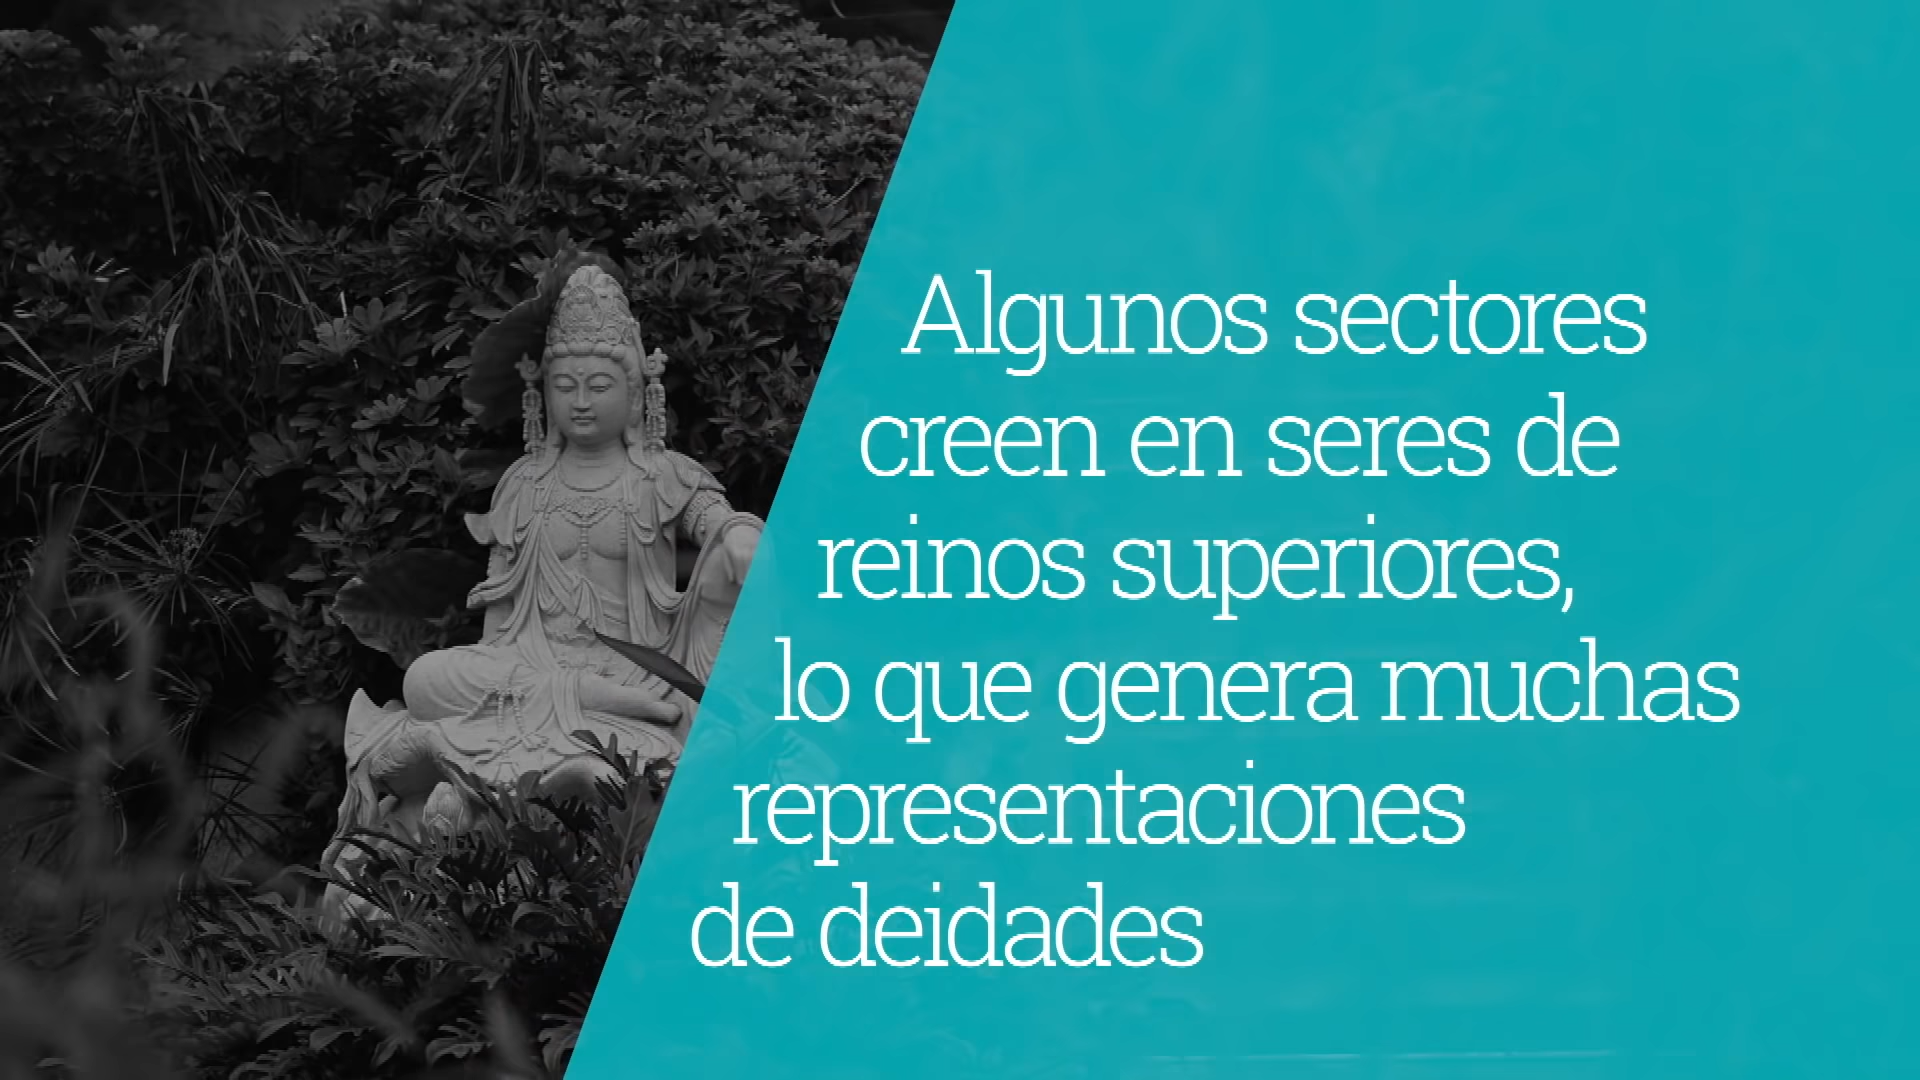 Algunos sectores
creen en seres de
reinos superiores,
lo que genera muchas
representaciones
de deidades